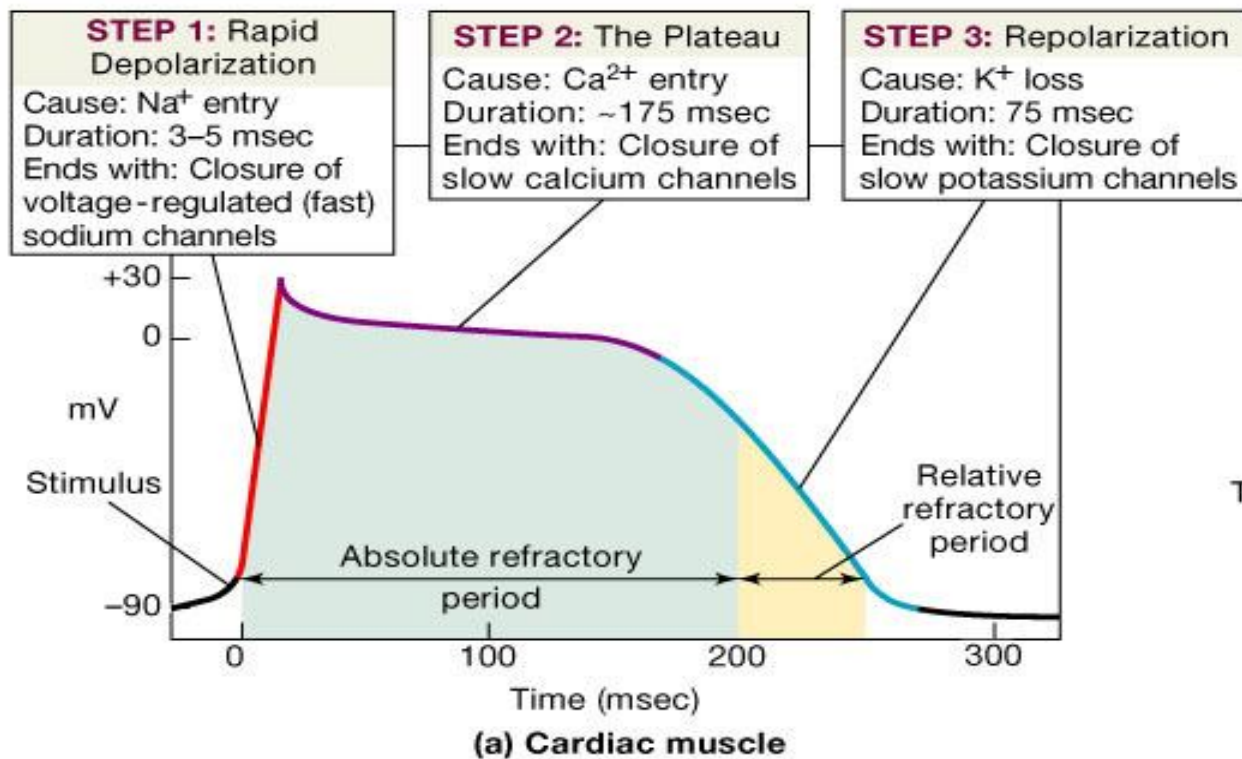 STEP 1: Rapid
Depolarization
Cause: Na⁺ entry
Duration: 3–5 msec
Ends with: Closure of
voltage-regulated (fast)
sodium channels
STEP 2: The Plateau
Cause: Ca²⁺ entry
Duration: ~175 msec
Ends with: Closure of
slow calcium channels
STEP 3: Repolarization
Cause: K⁺ loss
Duration: 75 msec
Ends with: Closure of
slow potassium channels
+30
0
mV
Stimulus
–90
Absolute refractory
period
Relative
refractory
period
T
0
100
200
300
Time (msec)
(a) Cardiac muscle